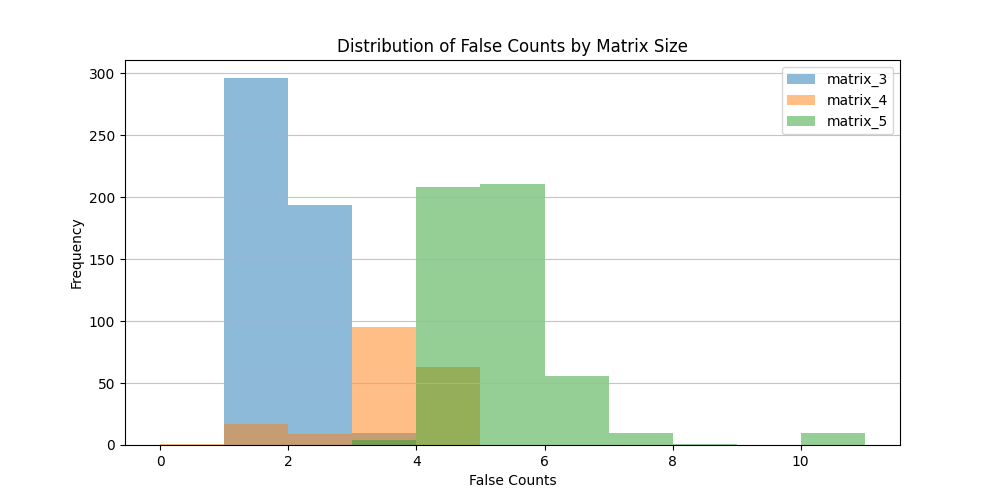 Distribution of False Counts by Matrix Size
matrix_3
matrix_4
matrix_5
300
250
200
150
100
50
0
Frequency
0 2 4 6 8 10
False Counts